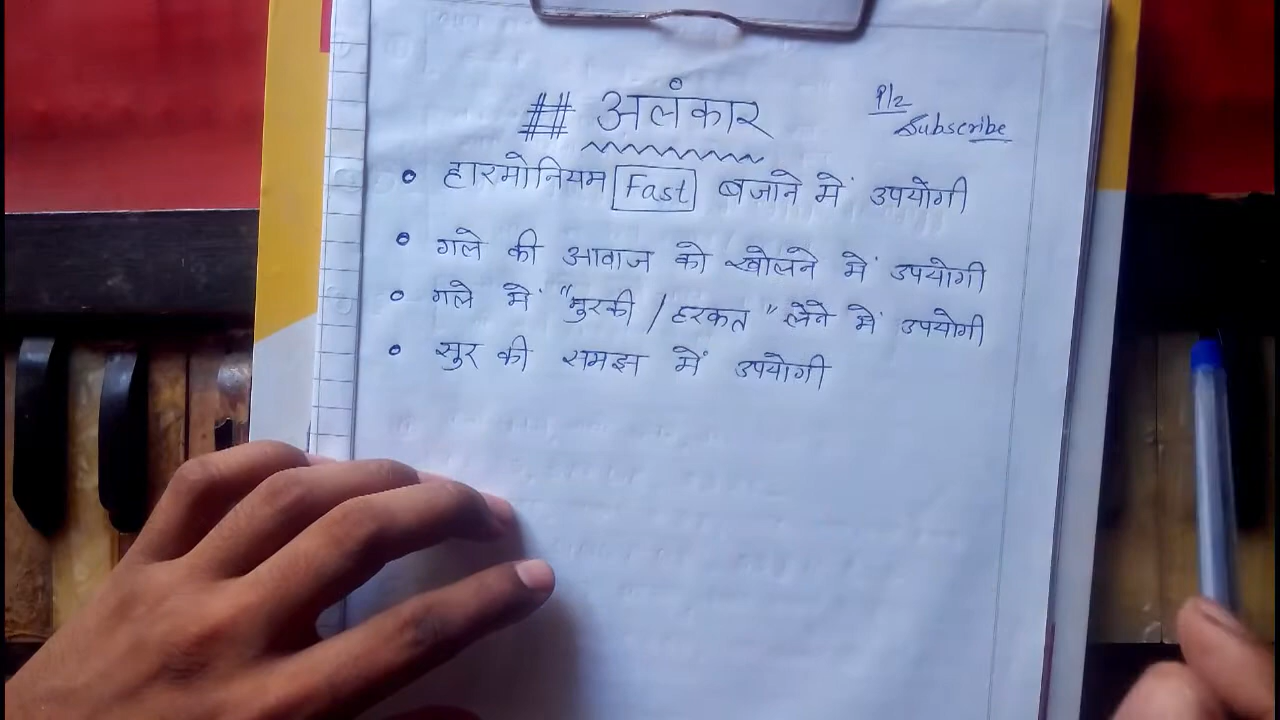 ## अलंकार
Plz
Subscribe
• हारमोनियम Fast बजाने में उपयोगी
• गले की आवाज को खोलने में उपयोगी
• गले में "मुरकी / हरकत" लेने में उपयोगी
• सुर की समझ में उपयोगी